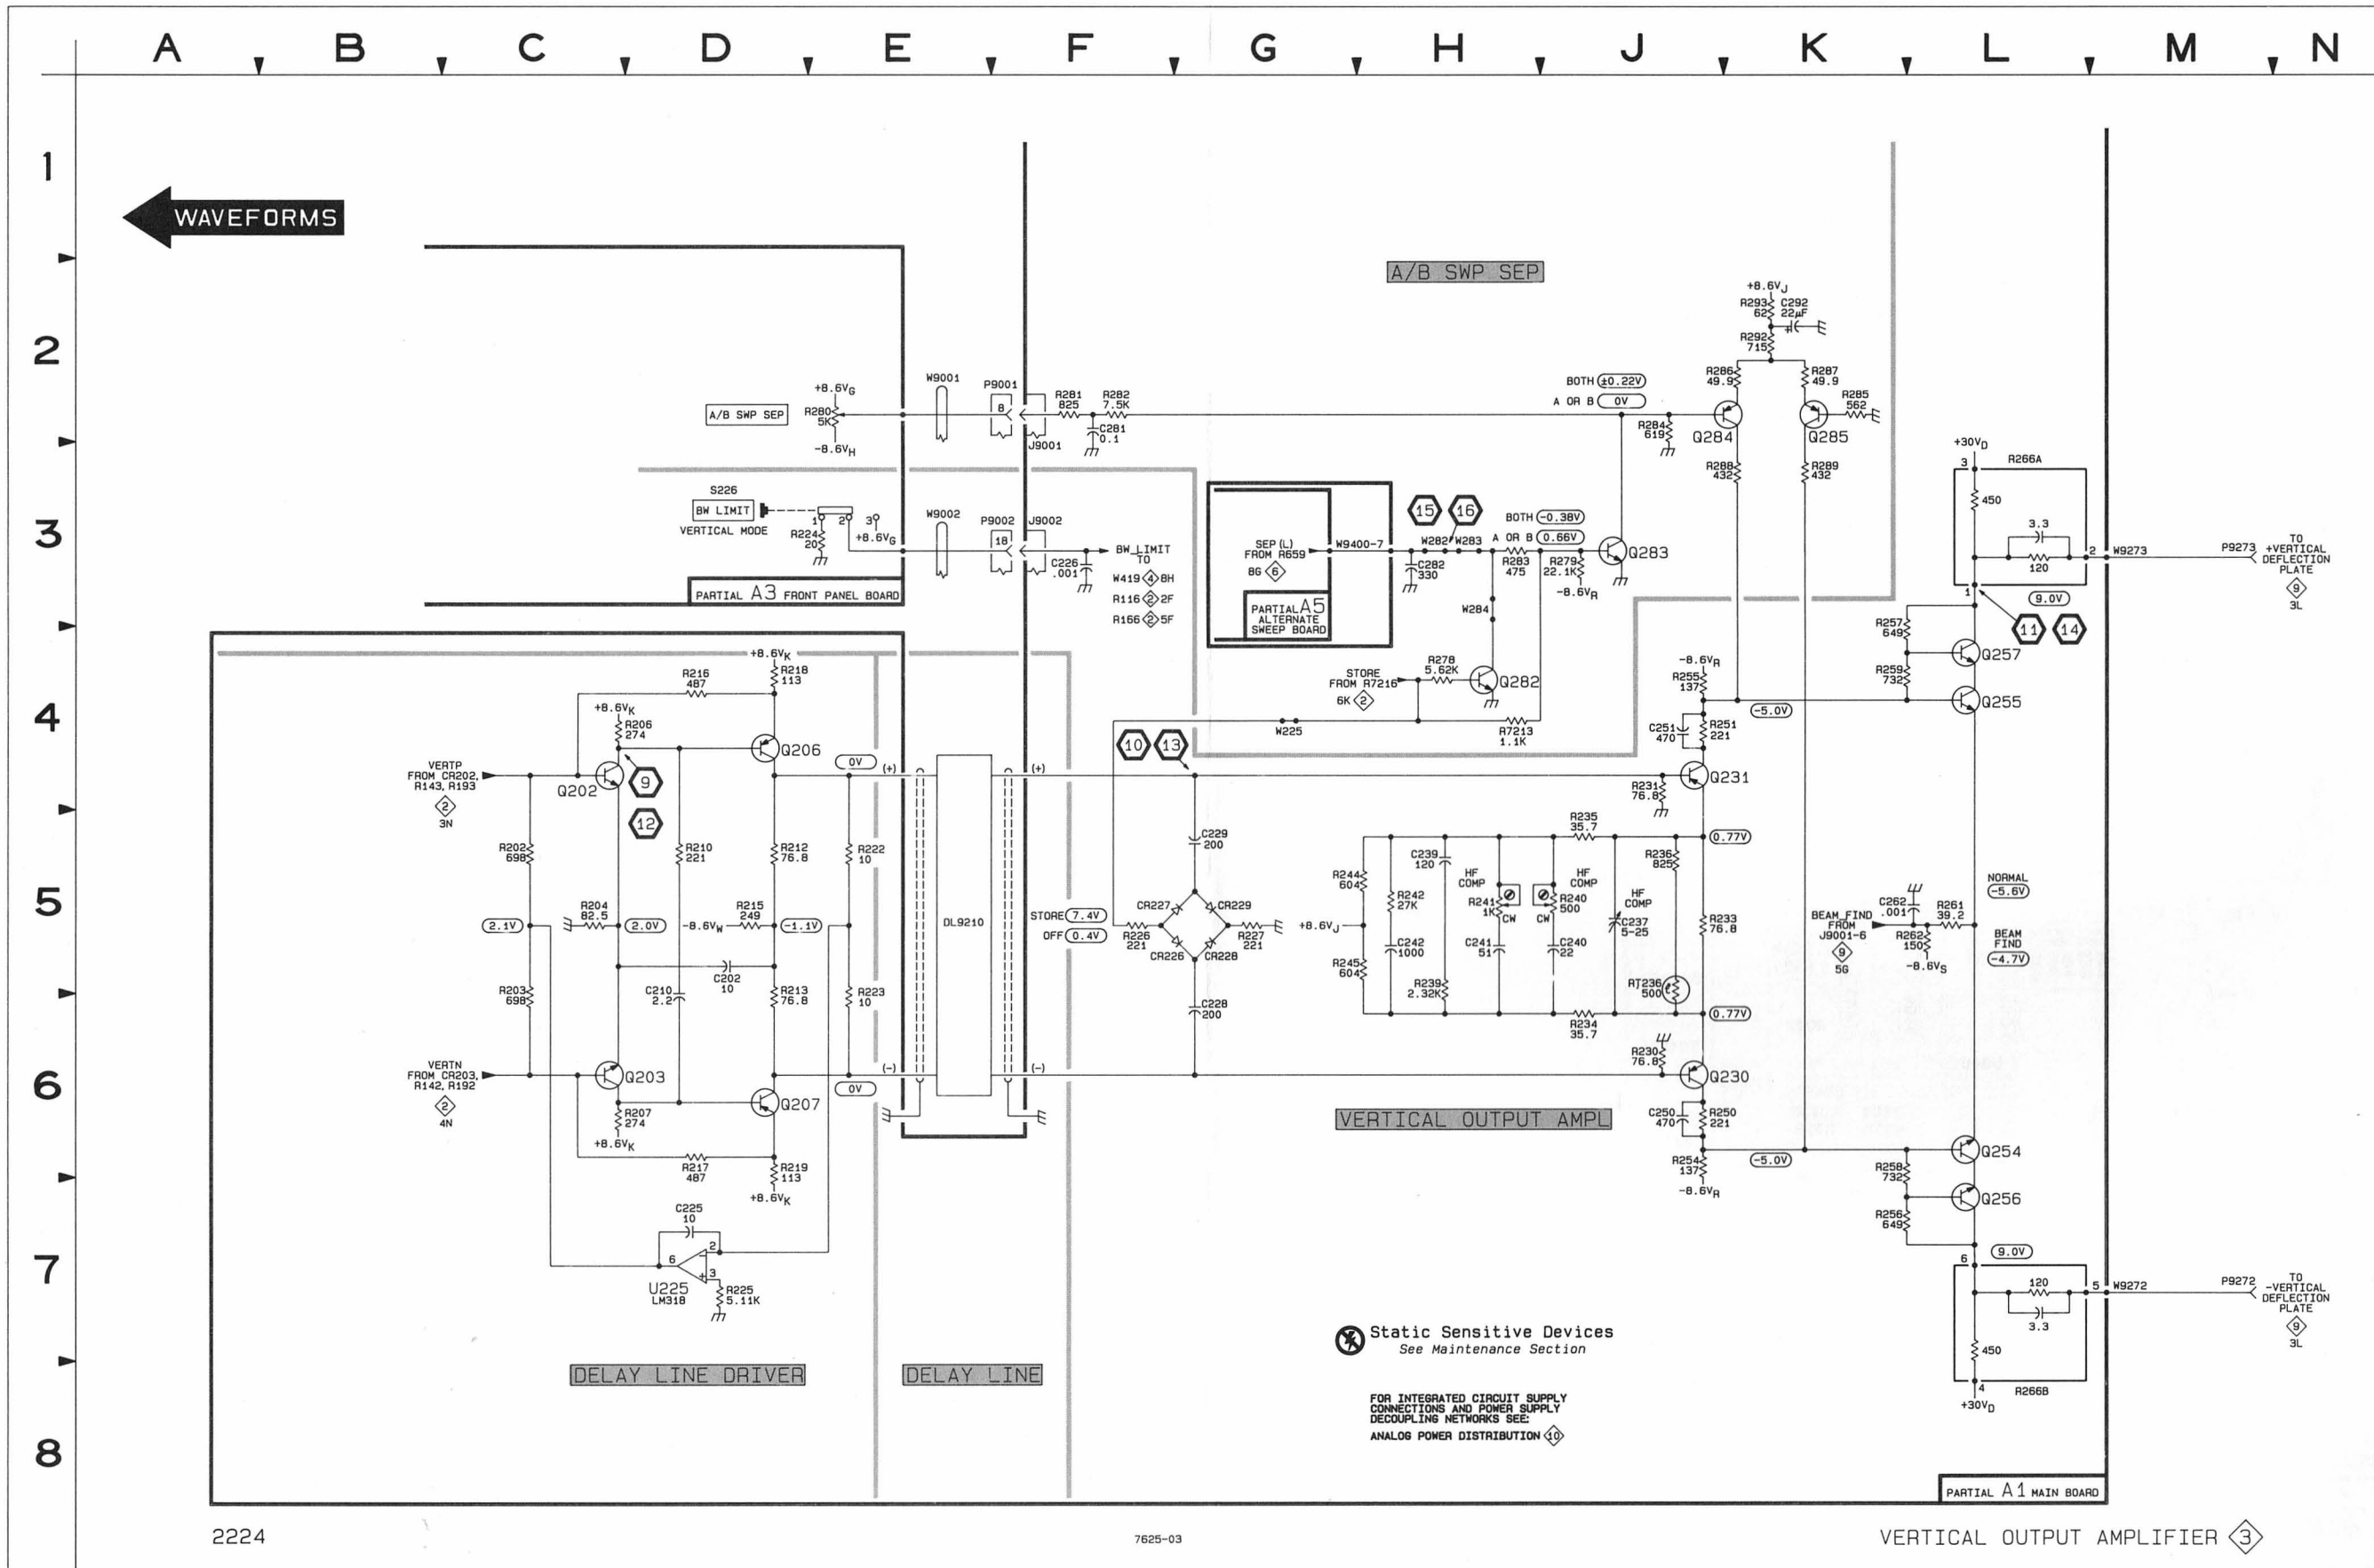 A B C D E F G H J K L M N
1
2
3
4
5
6
7
8
WAVEFORMS
A/B SWP SEP
+8.6VJ
R293
62
C292
22µF
R292
715
R286
49.9
R287
49.9
R285
562
BOTH ±0.22V
A OR B 0V
R284
619
Q284
Q285
R288
432
R289
432
A/B SWP SEP
+8.6VG
R280
5K
-8.6VH
W9001
P9001
8
J9001
R281
825
R282
7.5K
C281
0.1
S226
BW LIMIT
VERTICAL MODE
1
2
3
+8.6VG
R224
20
W9002
P9002
18
J9002
C226
.001
BW LIMIT
TO
W419 4 8H
R116 2 2F
R166 2 5F
PARTIAL A3 FRONT PANEL BOARD
SEP (L)
FROM R659
8G 6
PARTIAL A5
ALTERNATE
SWEEP BOARD
W9400-7
15
16
W282
W283
C282
330
BOTH -0.38V
A OR B 0.66V
R283
475
R279
22.1K
-8.6VR
Q283
W284
STORE
FROM R7216
6K 2
R278
5.62K
Q282
W225
R7213
1.1K
+30VD
3
R266A
450
3.3
120
2
W9273
P9273
TO
+VERTICAL
DEFLECTION
PLATE
9
3L
1
9.0V
11
14
R257
649
Q257
R259
732
Q255
-8.6VR
R255
137
-5.0V
C251
470
R251
221
Q231
R231
76.8
+8.6VK
R218
113
R216
487
+8.6VK
R206
274
Q206
VERTP
FROM CR202,
R143, R193
2
3N
Q202
9
12
0V
(+)
(+)
10
13
R202
698
R210
221
R212
76.8
R222
10
R204
82.5
2.1V
2.0V
R215
249
-8.6VW
-1.1V
C202
10
R203
698
C210
2.2
R213
76.8
R223
10
DL9210
STORE 7.4V
OFF 0.4V
R226
221
C229
200
CR227
CR229
CR226
CR228
R227
221
C228
200
+8.6VJ
R244
604
R245
604
R242
27K
C242
1000
C239
120
R239
2.32K
HF
COMP
R241
1K
CW
C241
51
HF
COMP
R240
500
CW
C240
22
R235
35.7
R234
35.7
HF
COMP
C237
5-25
R236
825
RT236
500
0.77V
R233
76.8
0.77V
BEAM FIND
FROM
J9001-6
9
5G
C262
.001
R262
150
-8.6VS
R261
39.2
NORMAL
-5.6V
BEAM
FIND
-4.7V
VERTN
FROM CR203,
R142, R192
2
4N
Q203
R207
274
+8.6VK
Q207
R217
487
R219
113
+8.6VK
0V
(-)
(-)
R230
76.8
Q230
VERTICAL OUTPUT AMPL
C250
470
R250
221
R254
137
-8.6VR
-5.0V
Q254
R258
732
Q256
R256
649
9.0V
6
120
3.3
450
5
W9272
P9272
TO
-VERTICAL
DEFLECTION
PLATE
9
3L
4
R266B
+30VD
C225
10
6
2
3
U225
LM318
R225
5.11K
DELAY LINE DRIVER
DELAY LINE
Static Sensitive Devices
See Maintenance Section
FOR INTEGRATED CIRCUIT SUPPLY
CONNECTIONS AND POWER SUPPLY
DECOUPLING NETWORKS SEE:
ANALOG POWER DISTRIBUTION 10
PARTIAL A1 MAIN BOARD
2224
7625-03
VERTICAL OUTPUT AMPLIFIER 3